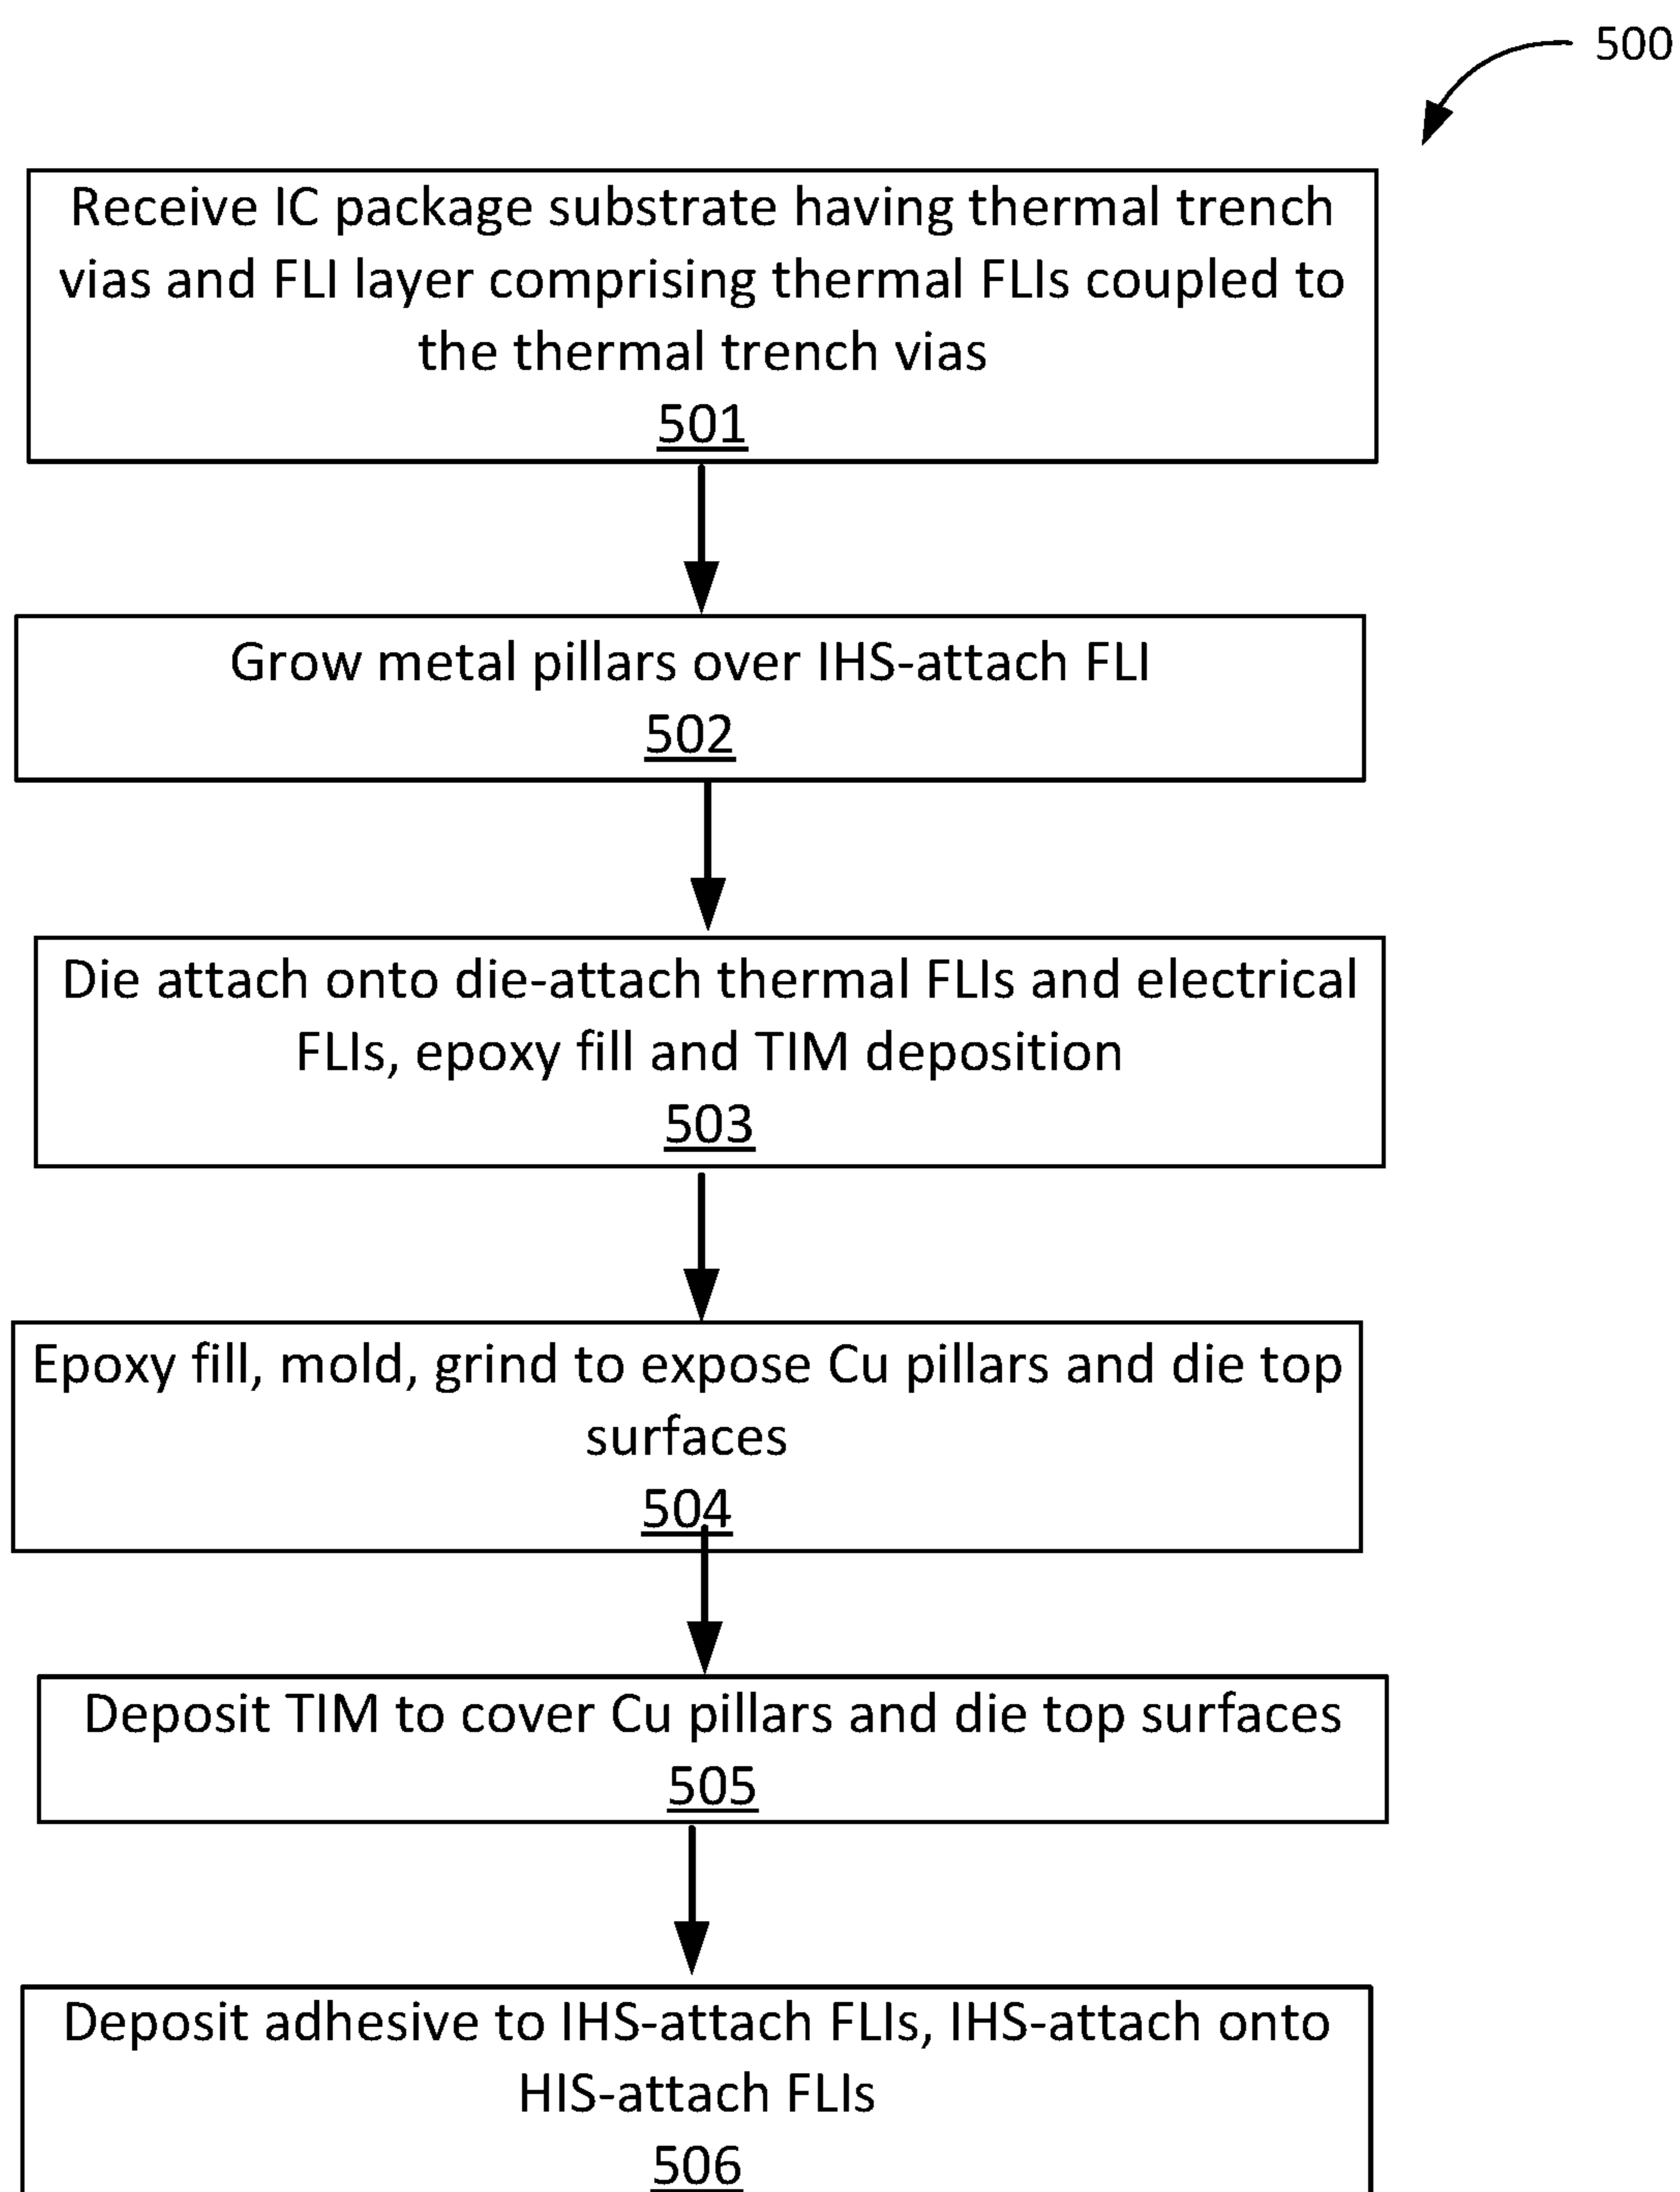 500
Receive IC package substrate having thermal trench
vias and FLI layer comprising thermal FLIs coupled to
the thermal trench vias
501
Grow metal pillars over IHS-attach FLI
502
Die attach onto die-attach thermal FLIs and electrical
FLIs, epoxy fill and TIM deposition
503
Epoxy fill, mold, grind to expose Cu pillars and die top
surfaces
504
Deposit TIM to cover Cu pillars and die top surfaces
505
Deposit adhesive to IHS-attach FLIs, IHS-attach onto
HIS-attach FLIs
506